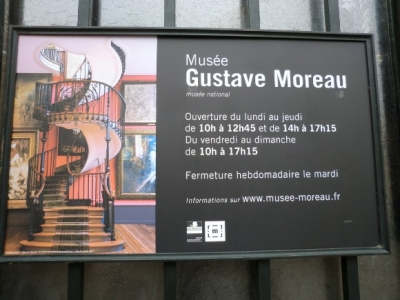 Musée
Gustave Moreau
musée national
Ouverture du lundi au jeudi
de 10h à 12h45 et de 14h à 17h15
Du vendredi au dimanche
de 10h à 17h15
Fermeture hebdomadaire le mardi
Informations sur www.musee-moreau.fr
m